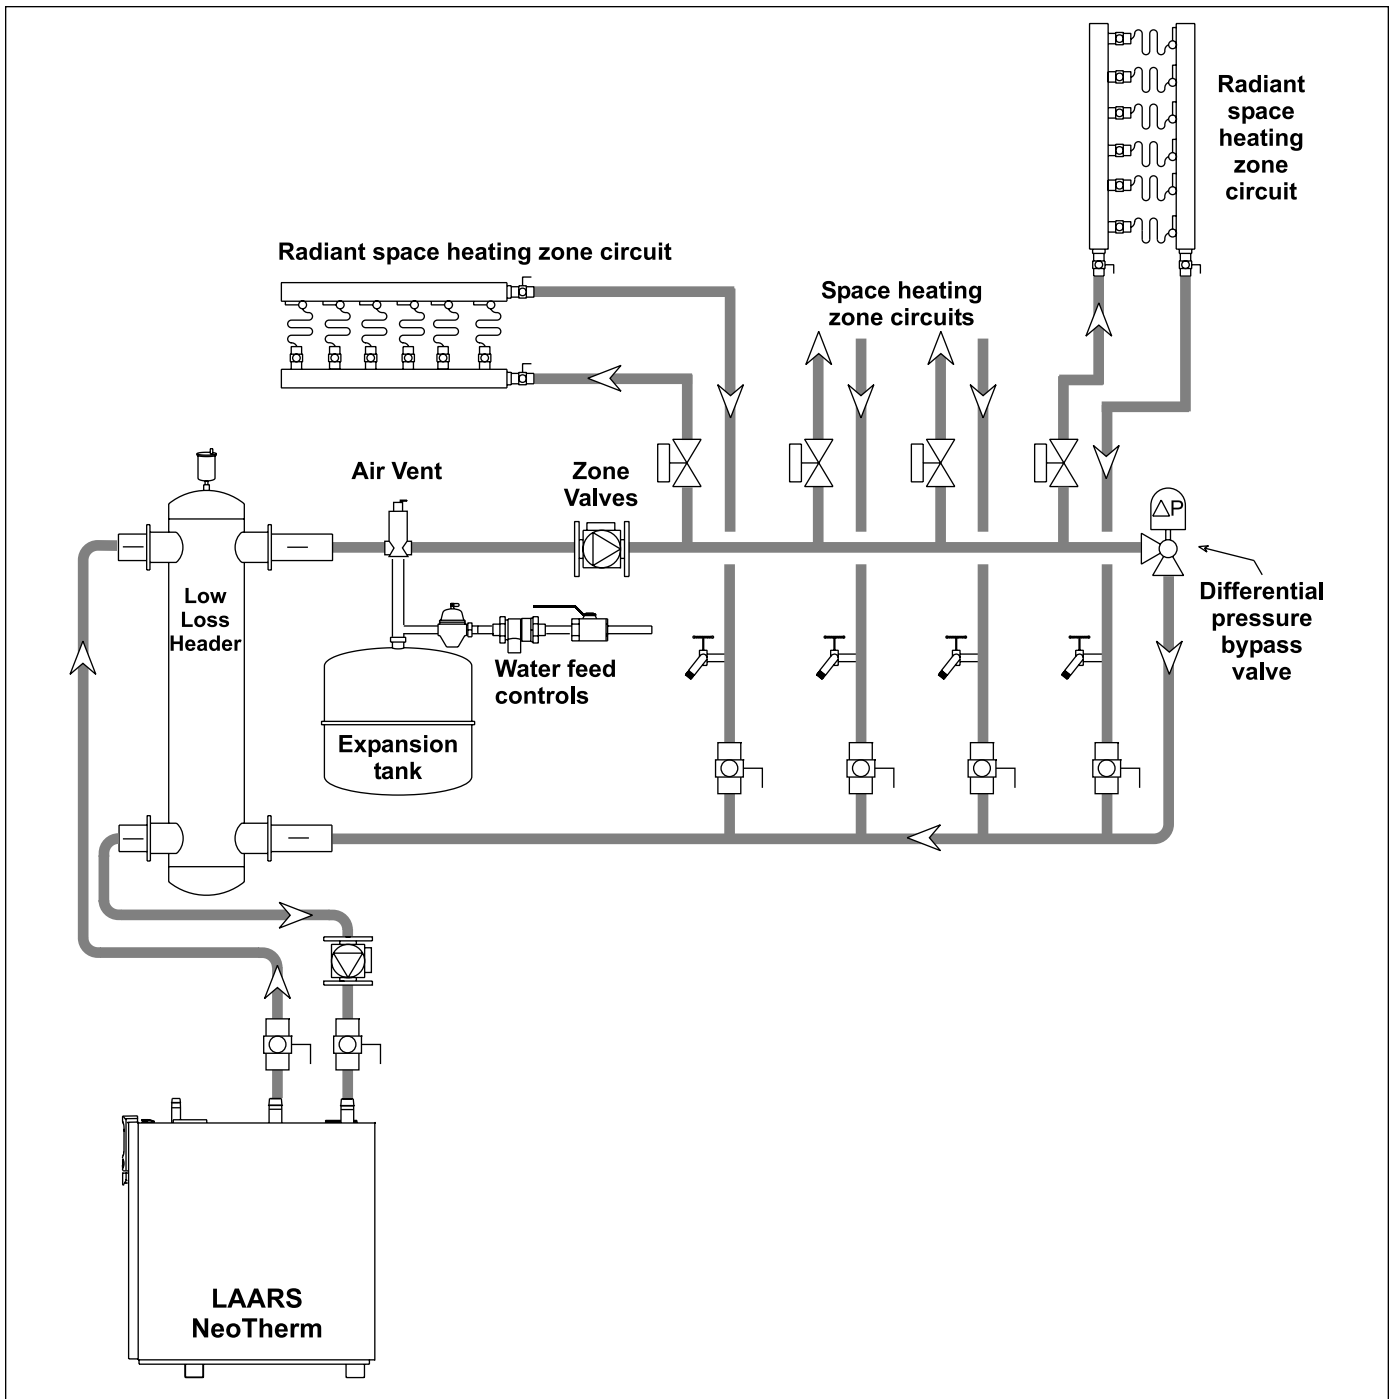 Radiant
space
heating
zone
circuit
Radiant space heating zone circuit
Space heating
zone circuits
Air Vent
Zone
Valves
ΔP
Low
Loss
Header
Differential
pressure
bypass
valve
Water feed
controls
Expansion
tank
LAARS
NeoTherm